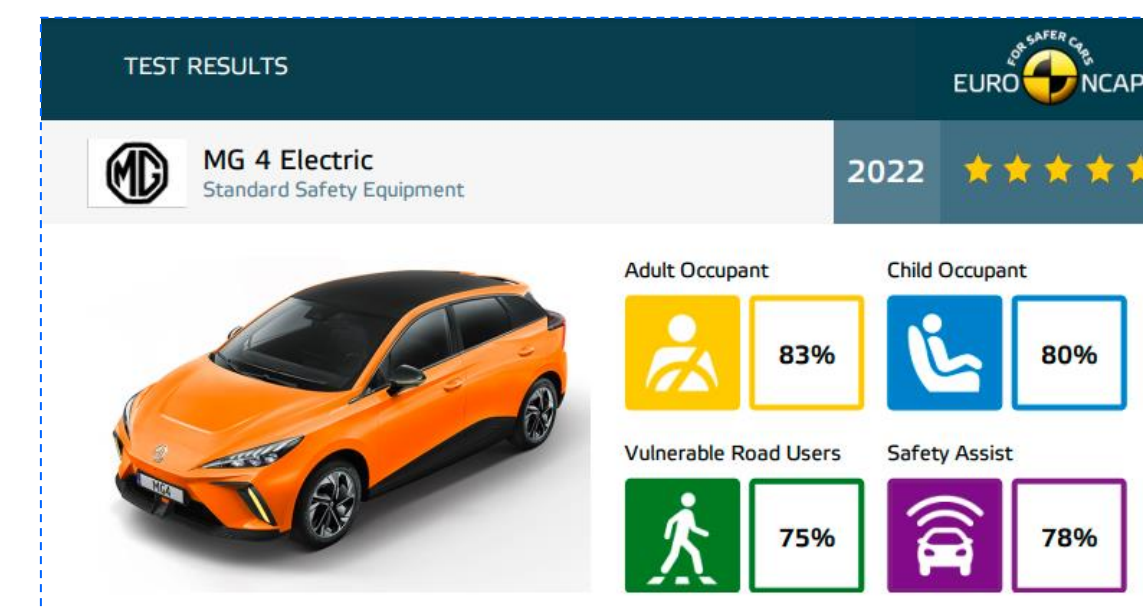 TEST RESULTS
FOR SAFER CARS
EURO NCAP
MG
MG 4 Electric
Standard Safety Equipment
2022
Adult Occupant
Child Occupant
83%
80%
MG4
Vulnerable Road Users
Safety Assist
75%
78%